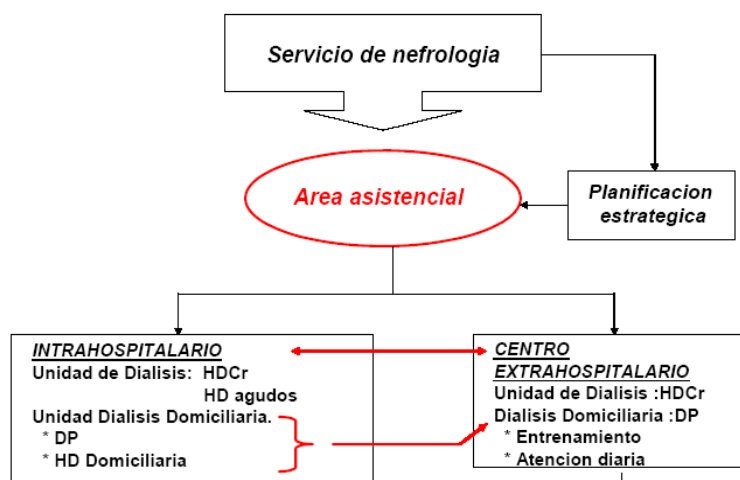 Servicio de nefrologia
Area asistencial
Planificacion
estrategica
INTRAHOSPITALARIO
Unidad de Dialisis: HDCr
HD agudos
Unidad Dialisis Domiciliaria.
* DP
* HD Domiciliaria
CENTRO
EXTRAHOSPITALARIO
Unidad de Dialisis :HDCr
Dialisis Domiciliaria :DP
* Entrenamiento
* Atencion diaria